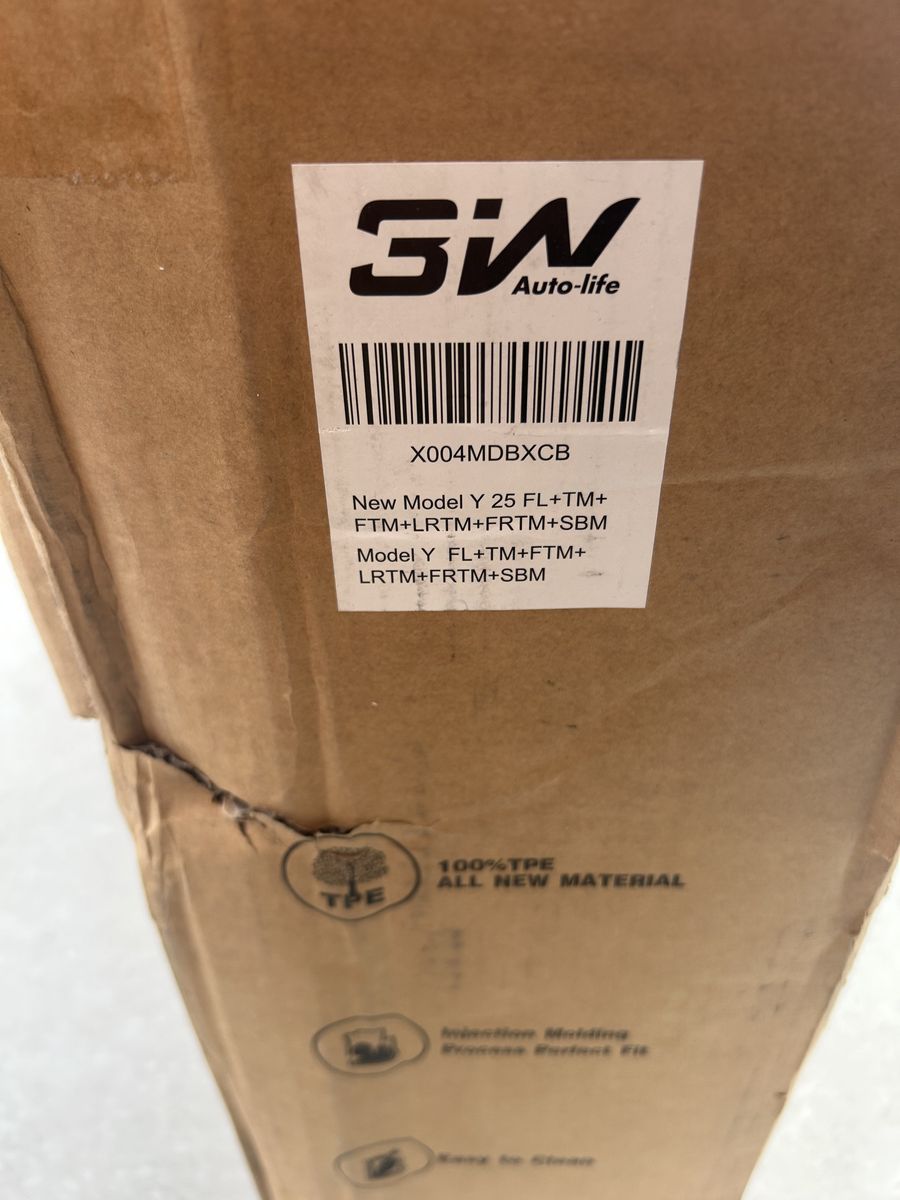 3W
Auto-life
X004MDBXCB
New Model Y 25 FL+TM+
FTM+LRTM+FRTM+SBM
Model Y FL+TM+FTM+
LRTM+FRTM+SBM
TPE
100%TPE
ALL NEW MATERIAL
Injection Molding
Process Perfect Fit
Easy to Clean